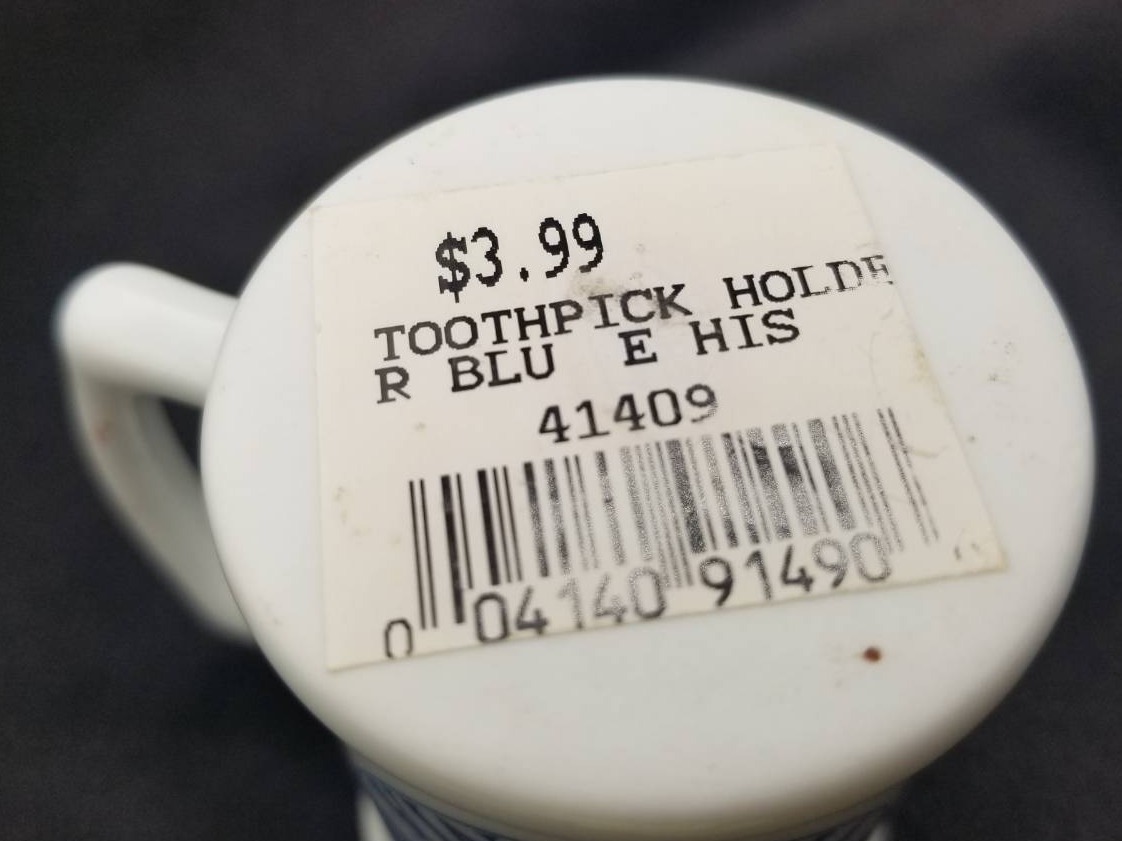 $3.99
TOOTHPICK HOLDE
R BLU E HIS
41409
0 04140 91490